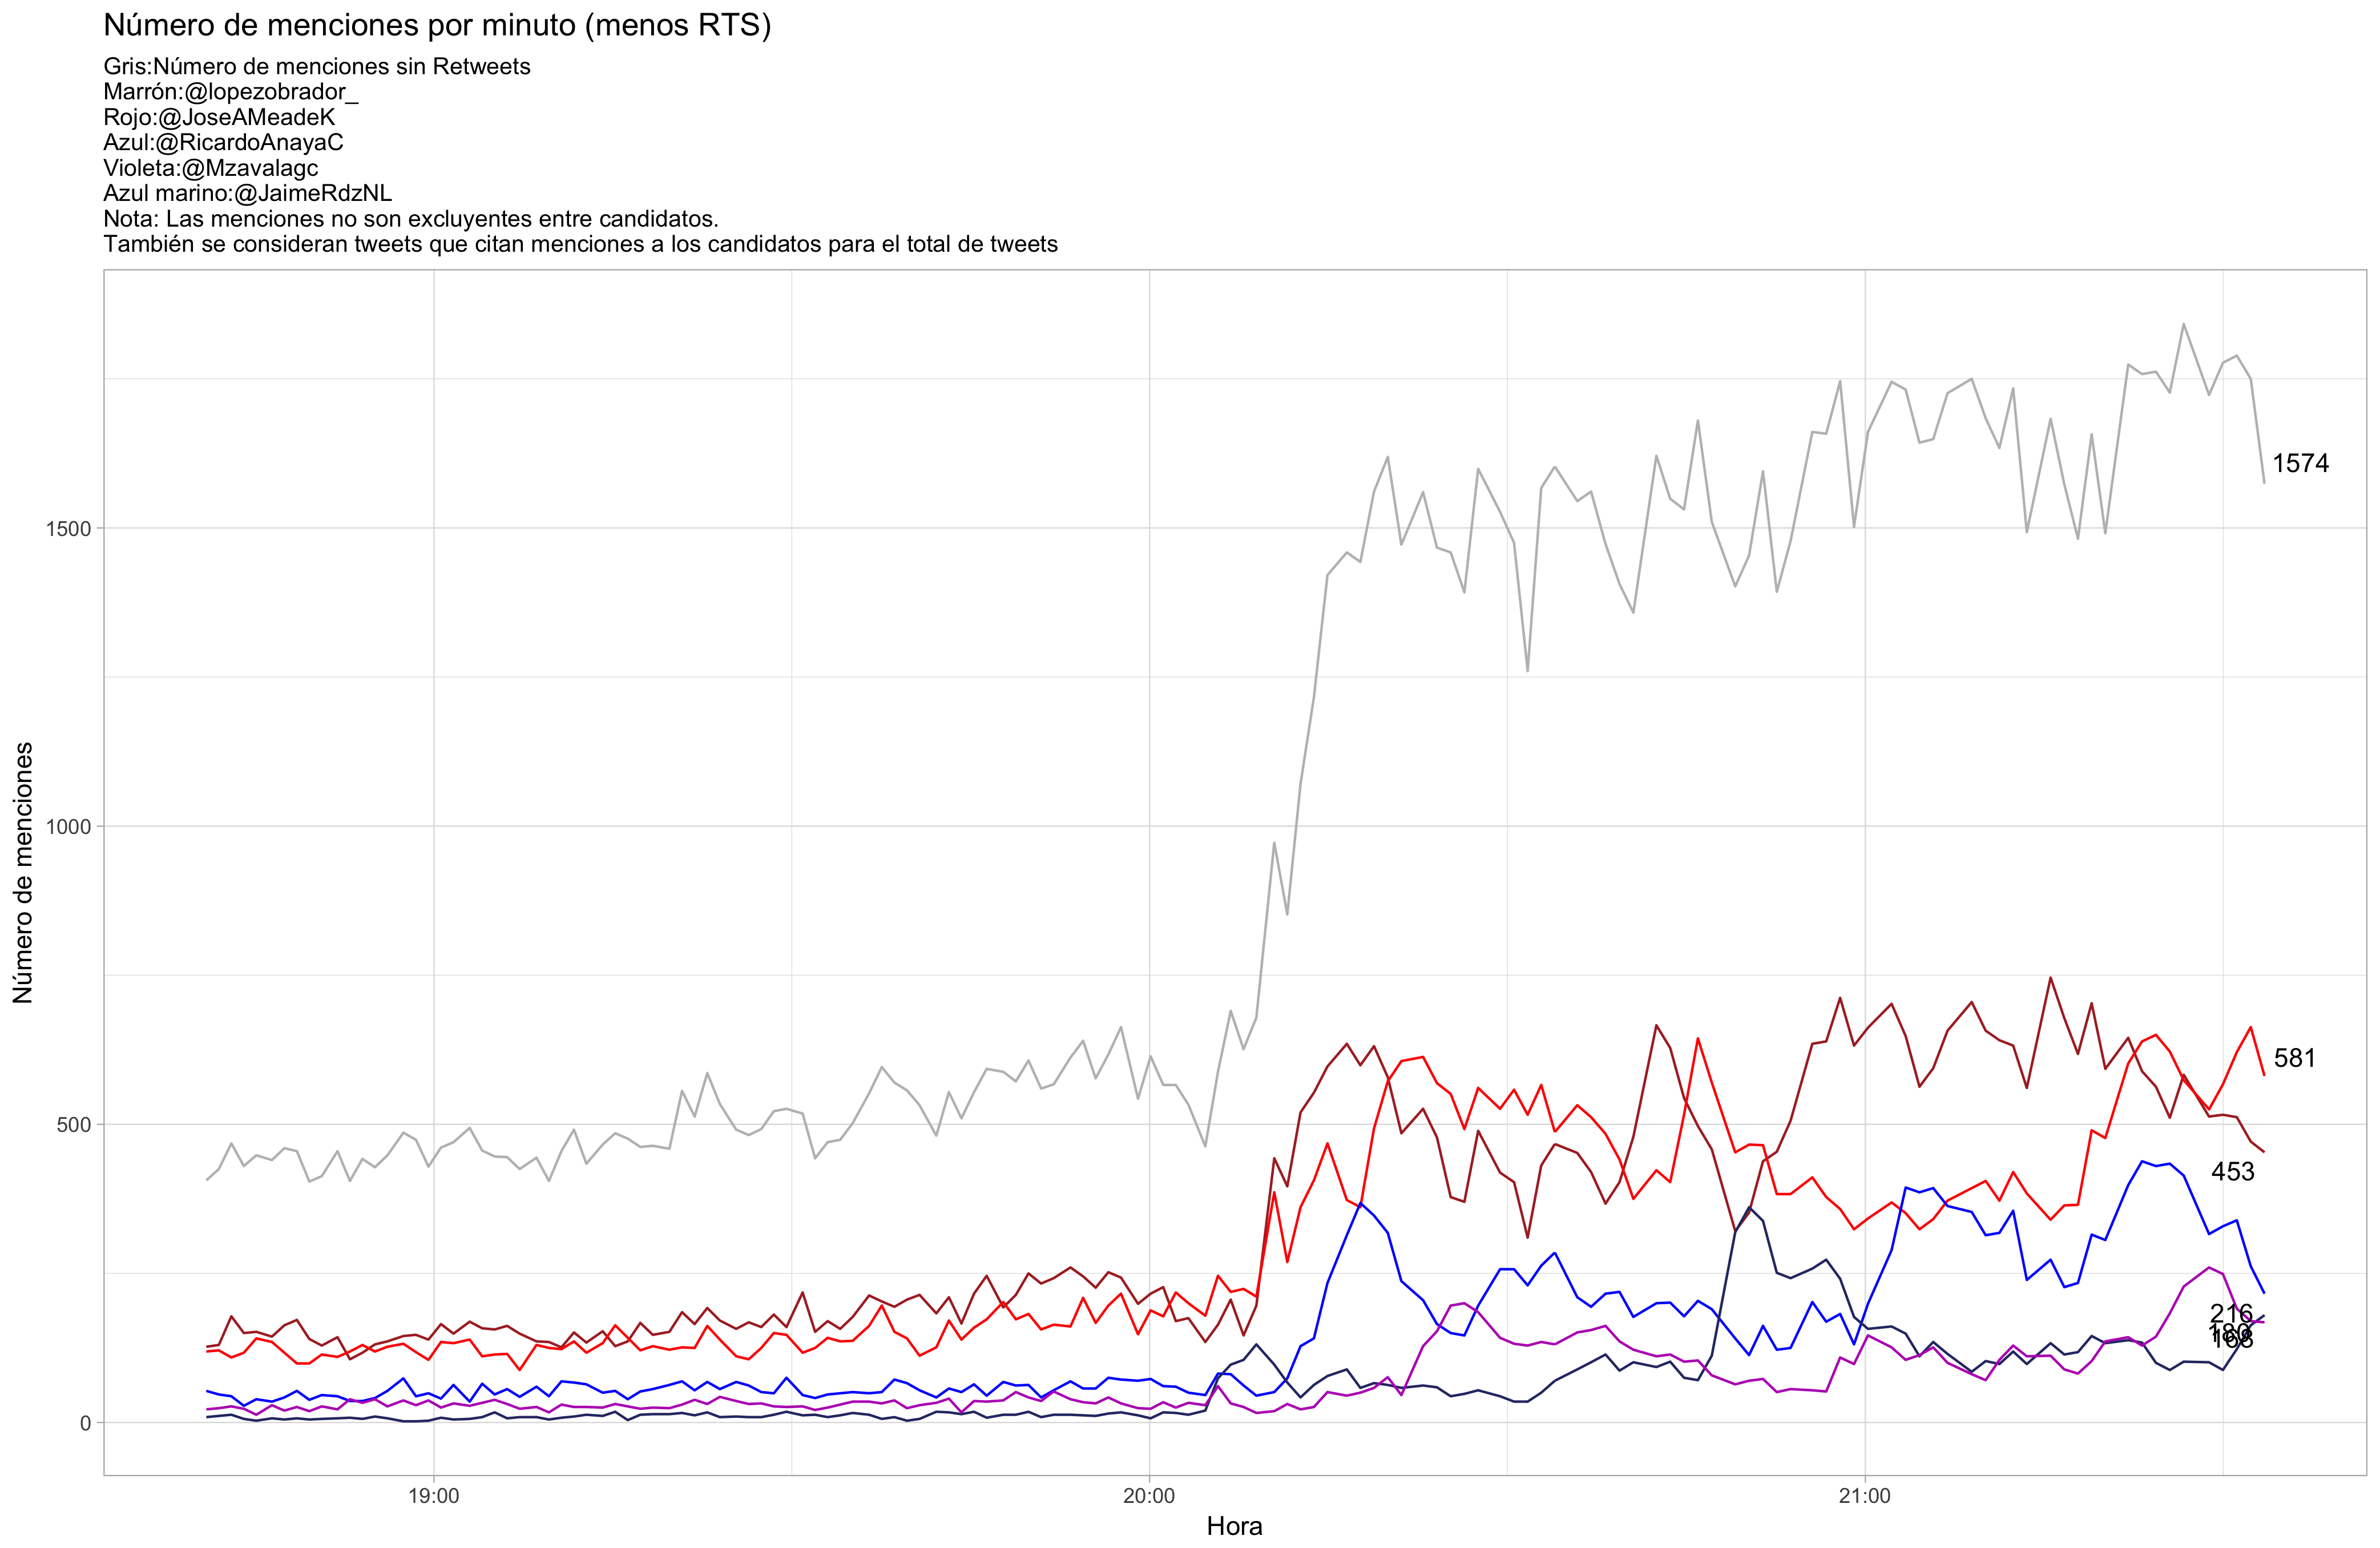 Número de menciones por minuto (menos RTS)
Gris:Número de menciones sin Retweets
Marrón:@lopezobrador_
Rojo:@JoseAMeadeK
Azul:@RicardoAnayaC
Violeta:@Mzavalagc
Azul marino:@JaimeRdzNL
Nota: Las menciones no son excluyentes entre candidatos.
También se consideran tweets que citan menciones a los candidatos para el total de tweets
Número de menciones
1500
1000
500
0
1574
581
453
216
180
168
19:00
20:00
21:00
Hora